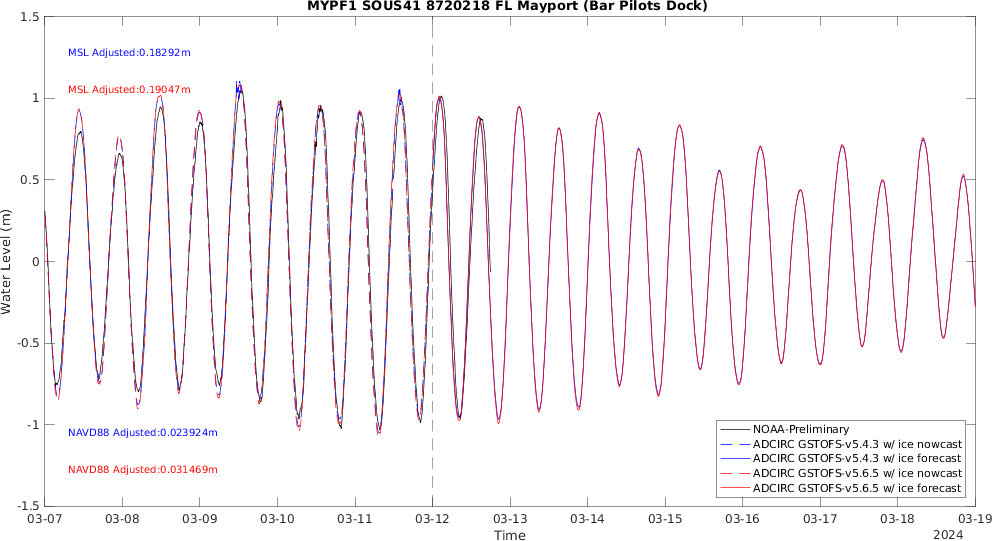 MYPF1 SOUS41 8720218 FL Mayport (Bar Pilots Dock)
1.5
MSL Adjusted:0.18292m
1
MSL Adjusted:0.19047m
0.5
Water Level (m)
0
-0.5
-1
NAVD88 Adjusted:0.023924m
NAVD88 Adjusted:0.031469m
-1.5
NOAA-Preliminary
ADCIRC GSTOFS-v5.4.3 w/ ice nowcast
ADCIRC GSTOFS-v5.4.3 w/ ice forecast
ADCIRC GSTOFS-v5.6.5 w/ ice nowcast
ADCIRC GSTOFS-v5.6.5 w/ ice forecast
03-07 03-08 03-09 03-10 03-11 03-12 03-13 03-14 03-15 03-16 03-17 03-18 03-19
Time
2024